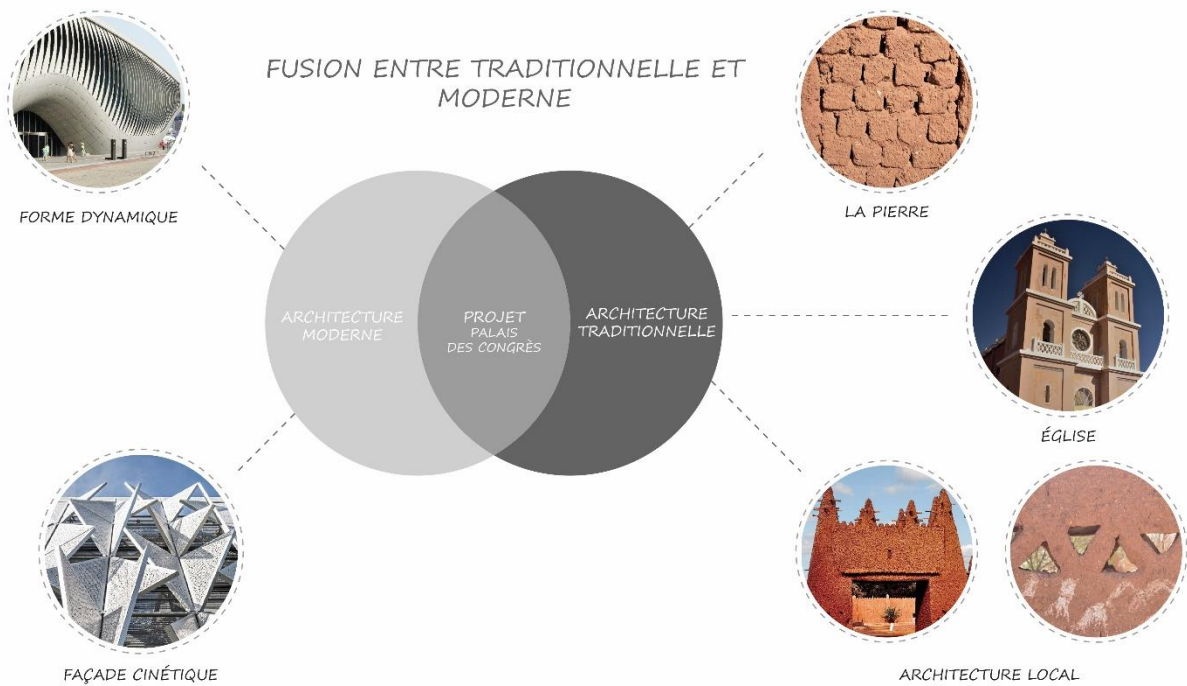 FUSION ENTRE TRADITIONNELLE ET
MODERNE
FORME DYNAMIQUE
LA PIERRE
ARCHITECTURE
MODERNE
PROJET
PALAIS
DES CONGRÈS
ARCHITECTURE
TRADITIONNELLE
ÉGLISE
FAÇADE CINÉTIQUE
ARCHITECTURE LOCAL